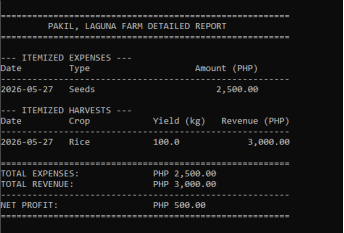 ======================================================
PAKIL, LAGUNA FARM DETAILED REPORT
======================================================
--- ITEMIZED EXPENSES ---
Date Type Amount (PHP)
------------------------------------------------------
2026-05-27 Seeds 2,500.00
--- ITEMIZED HARVESTS ---
Date Crop Yield (kg) Revenue (PHP)
------------------------------------------------------
2026-05-27 Rice 100.0 3,000.00
======================================================
TOTAL EXPENSES: PHP 2,500.00
TOTAL REVENUE: PHP 3,000.00
------------------------------------------------------
NET PROFIT: PHP 500.00
======================================================